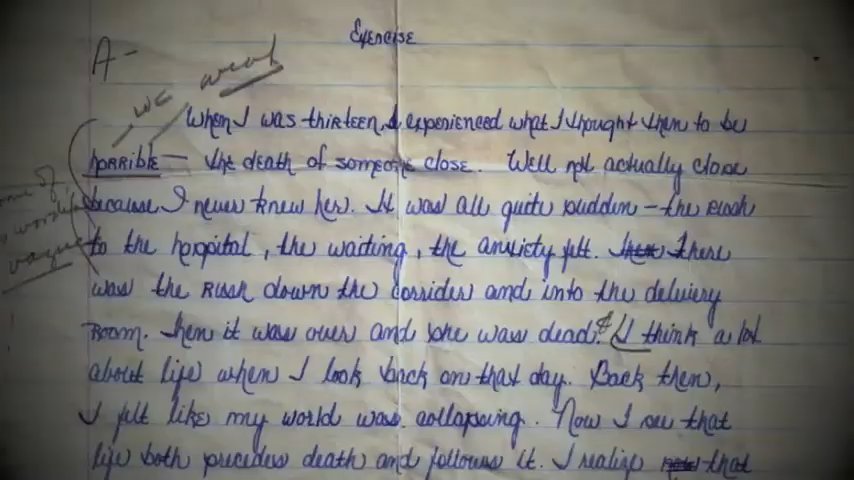 Exercise
A-
wc weak
When I was thirteen, I experienced what I thought then to be
horrible — the death of someone close. Well not actually close
because I never knew her. It was all quite sudden — the rush
to the hospital, the waiting, the anxiety felt. There
vague
was the rush down the corrider and into the delivery
room. Then it was over and she was dead. I think a lot
about life when I look back on that day. Back then,
I felt like my world was collapsing. Now I see that
life both precedes death and follows it. I realize that